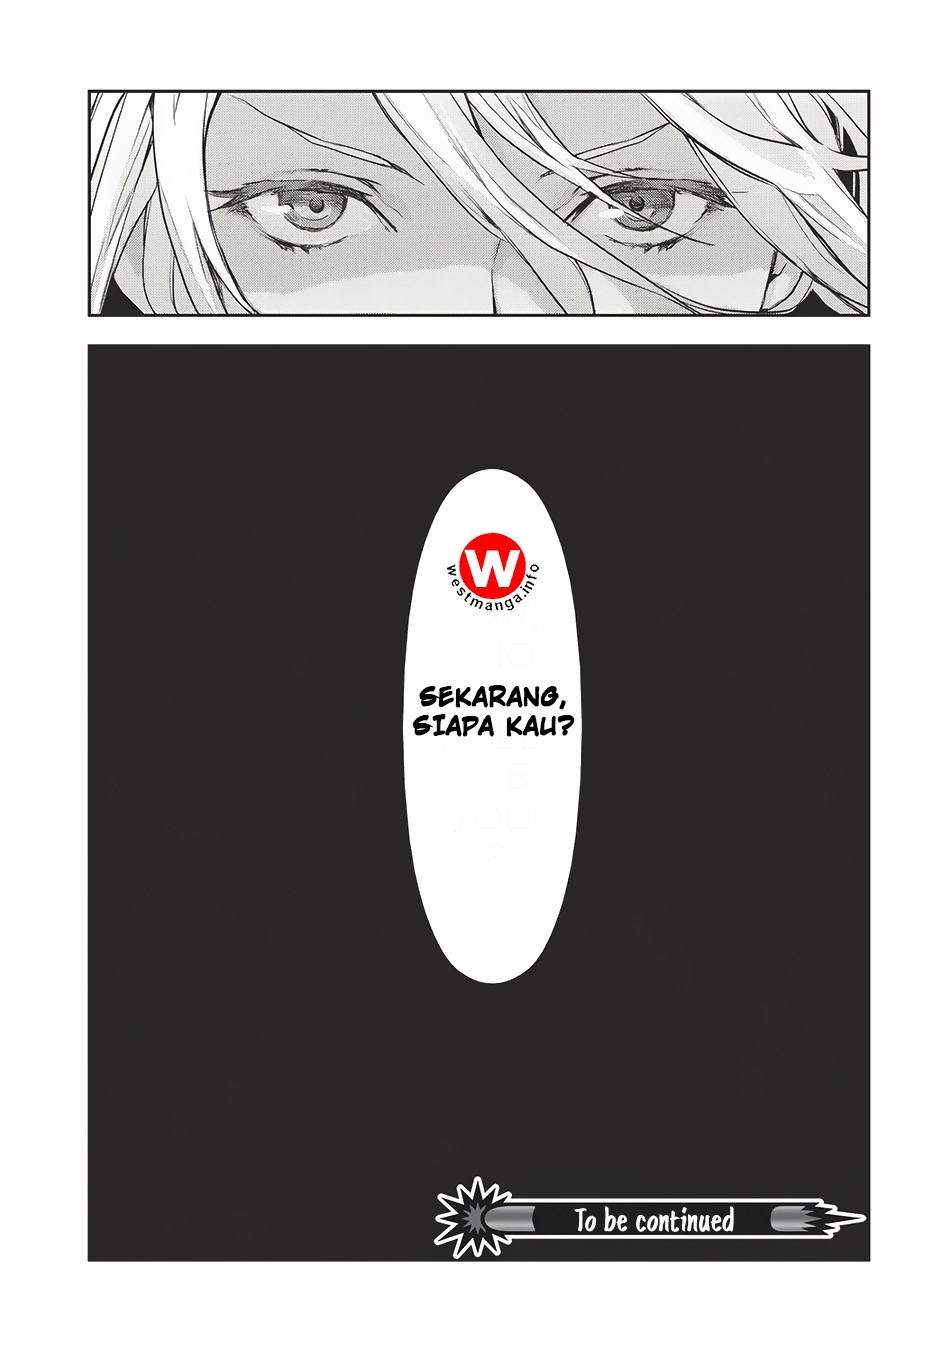 W
westmanga.info
SEKARANG,
SIAPA KAU?
To be continued